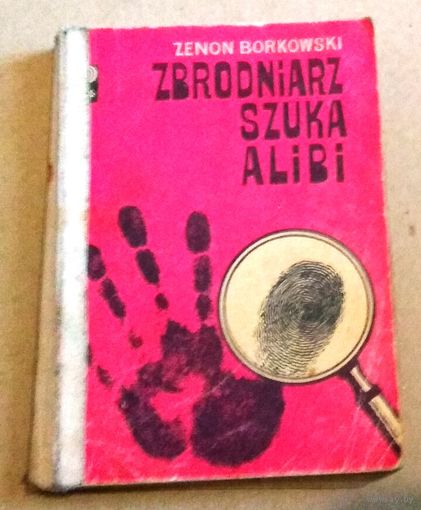 ZENON BORKOWSKI
ZBRODNiARZ
SZUKA
ALiBi